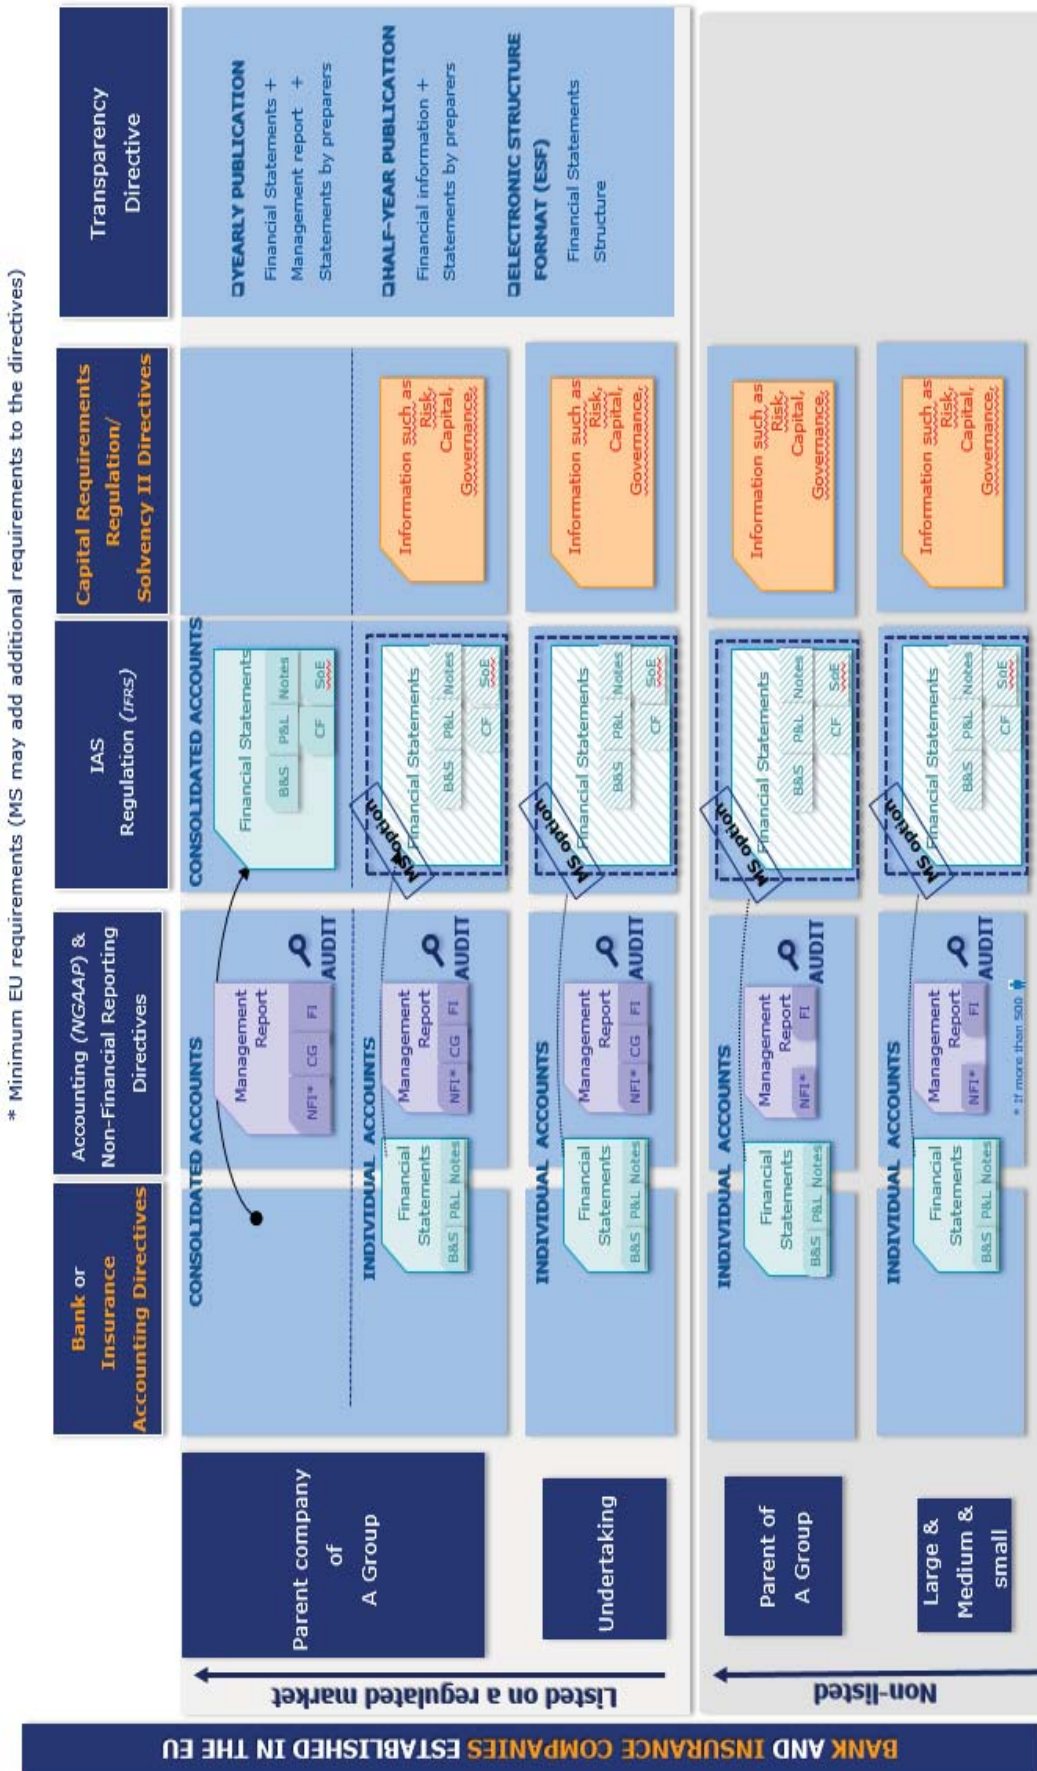 * Minimum EU requirements (MS may add additional requirements to the directives)
BANK AND INSURANCE COMPANIES ESTABLISHED IN THE EU
Bank or
Insurance
Accounting Directives
Accounting (NGAAP) &
Non-Financial Reporting
Directives
IAS
Regulation (IFRS)
Capital Requirements
Regulation/
Solvency II Directives
Transparency
Directive
Listed on a regulated market
Parent company
of
A Group
CONSOLIDATED ACCOUNTS
Management
Report
NFI* CG FI
AUDIT
CONSOLIDATED ACCOUNTS
Financial Statements
B&S P&L Notes
CF SoE
INDIVIDUAL ACCOUNTS
Financial
Statements
B&S P&L Notes
Management
Report
NFI* CG FI
AUDIT
MS option
Financial Statements
B&S P&L Notes
CF SoE
Information such as
Risk,
Capital,
Governance,
❑YEARLY PUBLICATION
Financial Statements +
Management report +
Statements by preparers
❑HALF-YEAR PUBLICATION
Financial information +
Statements by preparers
❑ELECTRONIC STRUCTURE
FORMAT (ESF)
Financial Statements
Structure
Undertaking
INDIVIDUAL ACCOUNTS
Financial
Statements
B&S P&L Notes
Management
Report
NFI* CG FI
AUDIT
MS option
Financial Statements
B&S P&L Notes
CF SoE
Information such as
Risk,
Capital,
Governance,
Non-listed
Parent of
A Group
INDIVIDUAL ACCOUNTS
Financial
Statements
B&S P&L Notes
Management
Report
NFI* FI
AUDIT
MS option
Financial Statements
B&S P&L Notes
CF SoE
Information such as
Risk,
Capital,
Governance,
Large &
Medium &
small
INDIVIDUAL ACCOUNTS
Financial
Statements
B&S P&L Notes
Management
Report
NFI* FI
AUDIT
* If more than 500
MS option
Financial Statements
B&S P&L Notes
CF SoE
Information such as
Risk,
Capital,
Governance,